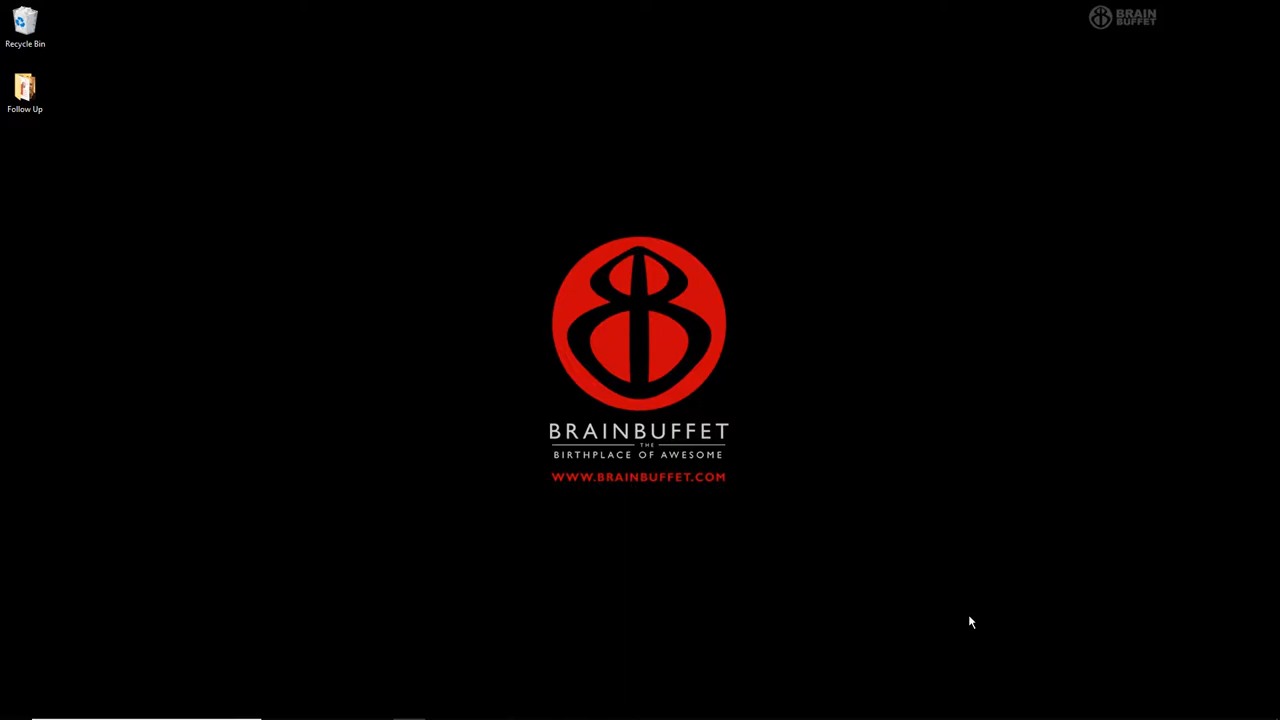 Recycle Bin
Follow Up
BRAIN
BUFFET
BRAINBUFFET
THE
BIRTHPLACE OF AWESOME
WWW.BRAINBUFFET.COM